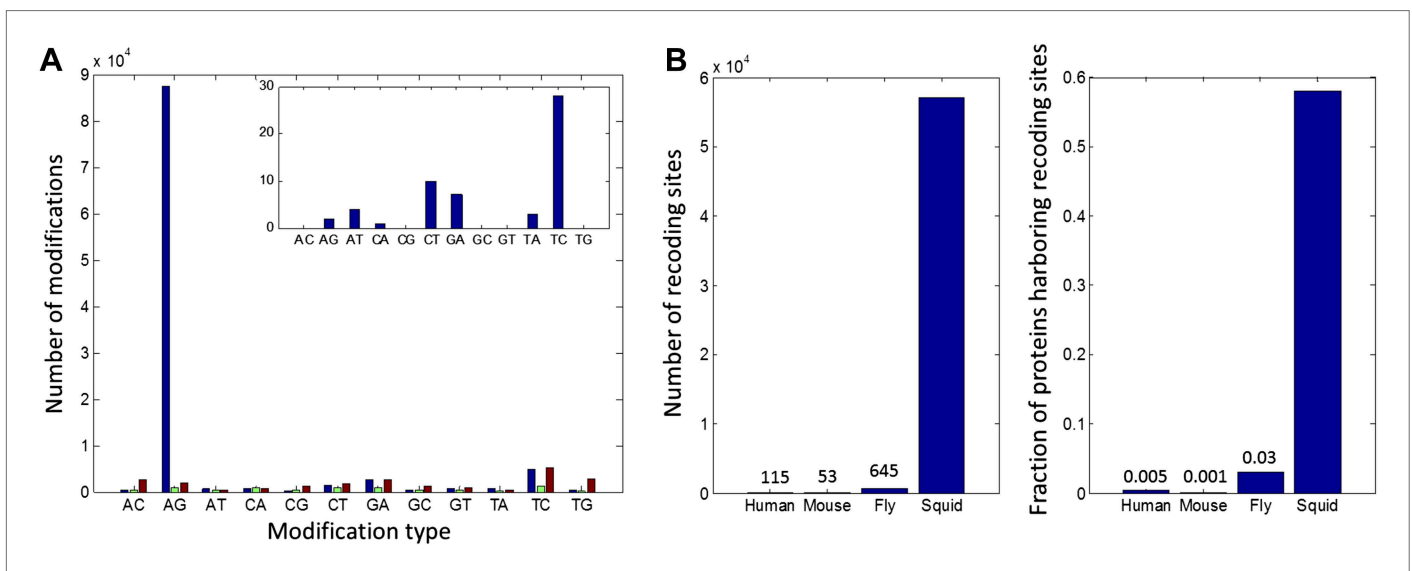 A
x 10^4
9
8
7
6
5
4
3
2
1
0
Number of modifications
30
20
10
0
AC AG AT CA CG CT GA GC GT TA TC TG
AC AG AT CA CG CT GA GC GT TA TC TG
Modification type
B
x 10^4
6
5
4
3
2
1
0
Number of recoding sites
115 53 645
Human Mouse Fly Squid
Fraction of proteins harboring recoding sites
0.6
0.5
0.4
0.3
0.2
0.1
0
0.005 0.001 0.03
Human Mouse Fly Squid